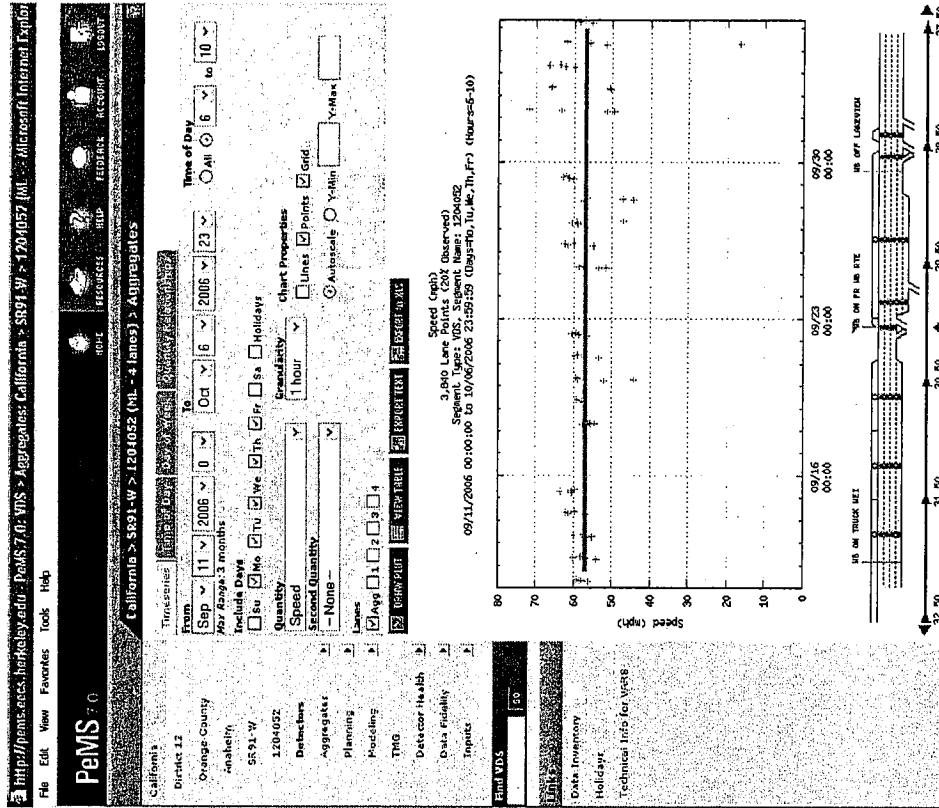 http://pems.eecs.berkeley.edu - PeMS 7.0: VDS > Aggregates: California > SR91-W > 1204052 (ML - Microsoft Internet Explor
File Edit View Favorites Tools Help
PeMS 7.0
HOME RESOURCES HELP FEEDBACK ACCOUNT LOGOUT
California > SR91-W > 1204052 (ML - 4 lanes) > Aggregates
California
District 12
Orange County
Anaheim
SR91-W
1204052
Detectors
Aggregates
Planning
Modeling
TMG
Detector Health
Data Fidelity
Inputs
Find VDS
GO
Links
Data Inventory
Holidays
Timeseries
From To Time of Day
Sep 11 2006 0 Oct 6 2006 23 All 6 to 10
Max Range: 3 months
Include Days
Su Mo Tu We Th Fr Sa Holidays
Quantity Granularity Chart Properties
Speed 1 hour Lines Points Grid
Second Quantity
-None-
Autoscale Y-Min Y-Max
Lanes
Agg 1 2 3 4
DRAW PLOT VIEW TABLE EXPORT TEXT EXPORT to XLS
Speed (mph)
3,840 Lane Points (20% Observed)
Segment Type: VDS, Segment Name: 1204052
09/11/2006 00:00:00 to 10/06/2006 23:59:59 (Days=Mo,Tu,We,Th,Fr) (Hours=6-10)
Speed (mph)
80
70
60
50
40
30
20
10
0
09/16 09/23 09/30
00:00 00:00 00:00
WB ON TRUCK WEI WB ON FR WB RTE WB OFF LAKEVIEW